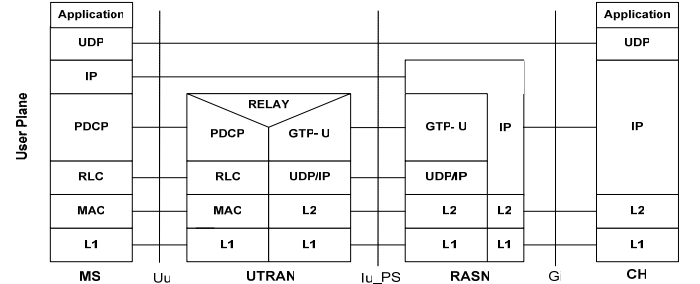 Application
Application
UDP
UDP
IP
User Plane
RELAY
PDCP
PDCP
GTP- U
GTP- U
IP
IP
RLC
RLC
UDP/IP
UDP/IP
MAC
MAC
L2
L2
L2
L2
L1
L1
L1
L1
L1
L1
MS
Uu
UTRAN
Iu_PS
RASN
Gi
CH